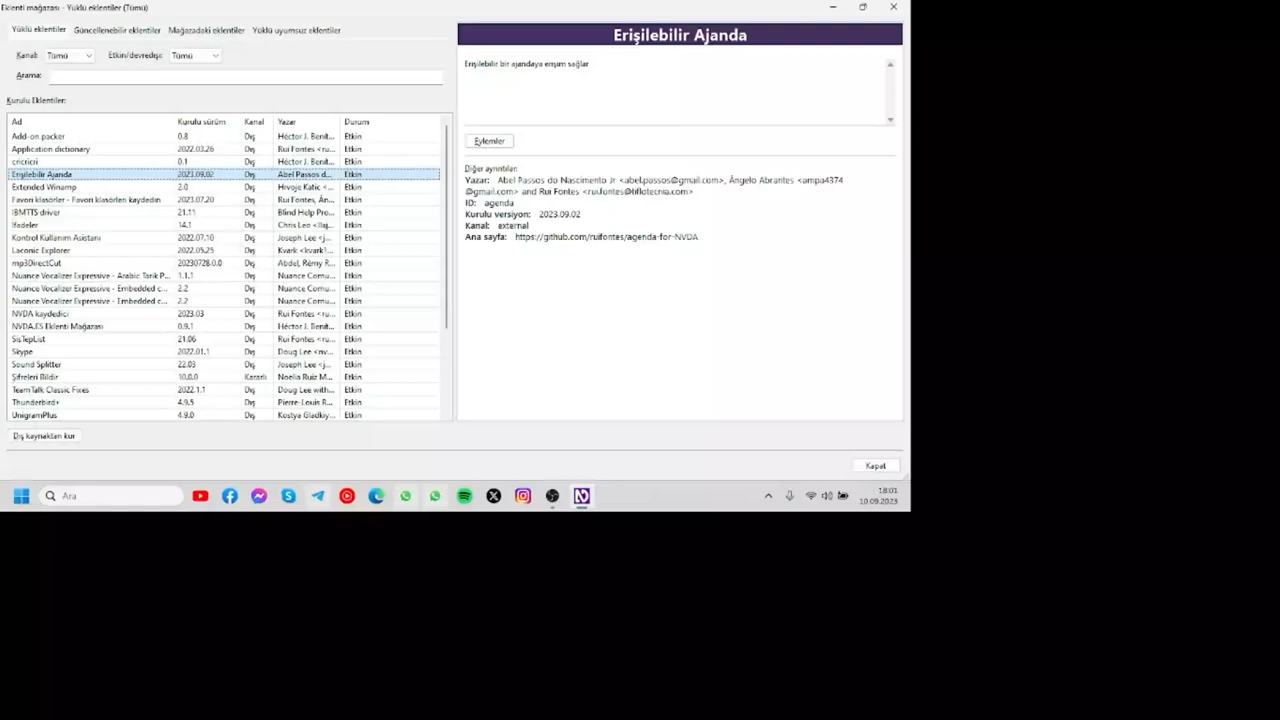 Eklenti mağazası - Yüklü eklentiler (Tümü)
Yüklü eklentiler Güncellenebilir eklentiler Mağazadaki eklentiler Yüklü uyumsuz eklentiler
Kanal: Tümü Etkin/devredışı: Tümü
Arama:
Kurulu Eklentiler:
Ad Kurulu sürüm Kanal Yazar Durum
Add-on packer 0.8 Dış Héctor J. Benít... Etkin
Application dictionary 2022.03.26 Dış Rui Fontes <ru... Etkin
cricricri 0.1 Dış Héctor J. Benít... Etkin
Erişilebilir Ajanda 2023.09.02 Dış Abel Passos d... Etkin
Extended Winamp 2.0 Dış Hrvoje Katic <... Etkin
Favori klasörler - Favori klasörleri kaydedin 2023.07.20 Dış Rui Fontes, Ân... Etkin
IBMTTS driver 21.11 Dış Blind Help Pro... Etkin
İfadeler 14.1 Dış Chris Leo <llaj... Etkin
Kontrol Kullanım Asistanı 2022.07.10 Dış Joseph Lee <j... Etkin
Laconic Explorer 2022.05.25 Dış Kvark <kvark1... Etkin
mp3DirectCut 20230728.0.0 Dış Abdel, Rémy R... Etkin
Nuance Vocalizer Expressive - Arabic Tarik P... 1.1.1 Dış Nuance Comu... Etkin
Nuance Vocalizer Expressive - Embedded c... 2.2 Dış Nuance Comu... Etkin
Nuance Vocalizer Expressive - Embedded c... 2.2 Dış Nuance Comu... Etkin
NVDA kaydedici 2023.03 Dış Rui Fontes <ru... Etkin
NVDA.ES Eklenti Mağazası 0.9.1 Dış Héctor J. Benít... Etkin
SisTepList 21.06 Dış Rui Fontes <ru... Etkin
Skype 2022.01.1 Dış Doug Lee <nv... Etkin
Sound Splitter 22.03 Dış Joseph Lee <j... Etkin
Şifreleri Bildir 10.0.0 Kararlı Noelia Ruiz M... Etkin
TeamTalk Classic Fixes 2022.1.1 Dış Doug Lee with... Etkin
Thunderbird+ 4.9.5 Dış Pierre-Louis R... Etkin
UnigramPlus 4.9.0 Dış Kostya Gladkiy... Etkin
Dış kaynaktan kur
Erişilebilir Ajanda
Erişilebilir bir ajandaya erişim sağlar
Eylemler
Diğer ayrıntılar:
Yazar: Abel Passos do Nascimento Jr <abel.passos@gmail.com>, Ângelo Abrantes <ampa4374
@gmail.com> and Rui Fontes <rui.fontes@tiflotecnia.com>
ID: agenda
Kurulu versiyon: 2023.09.02
Kanal: external
Ana sayfa: https://github.com/ruifontes/agenda-for-NVDA
Kapat
Ara
18:01
10.09.2023